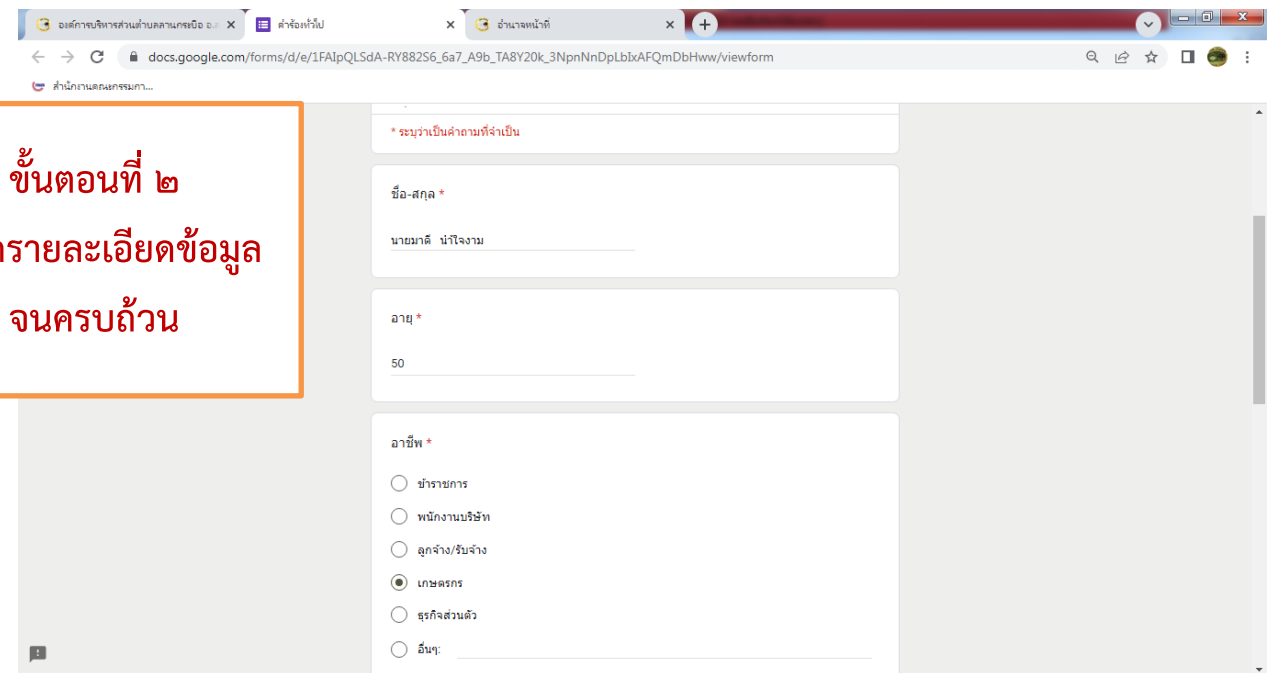 องค์การบริหารส่วนตำบลลานกระบือ อ.ล
คำร้องทั่วไป
อำนาจหน้าที่
docs.google.com/forms/d/e/1FAIpQLSdA-RY882S6_6a7_A9b_TA8Y20k_3NpnNnDpLbIxAFQmDbHww/viewform
สำนักงานคณะกรรมกา...
ขั้นตอนที่ ๒
รายละเอียดข้อมูล
จนครบถ้วน
* ระบุว่าเป็นคำถามที่จำเป็น
ชื่อ-สกุล *
นายมาดี นำใจงาม
อายุ *
50
อาชีพ *
ข้าราชการ
พนักงานบริษัท
ลูกจ้าง/รับจ้าง
เกษตรกร
ธุรกิจส่วนตัว
อื่นๆ: